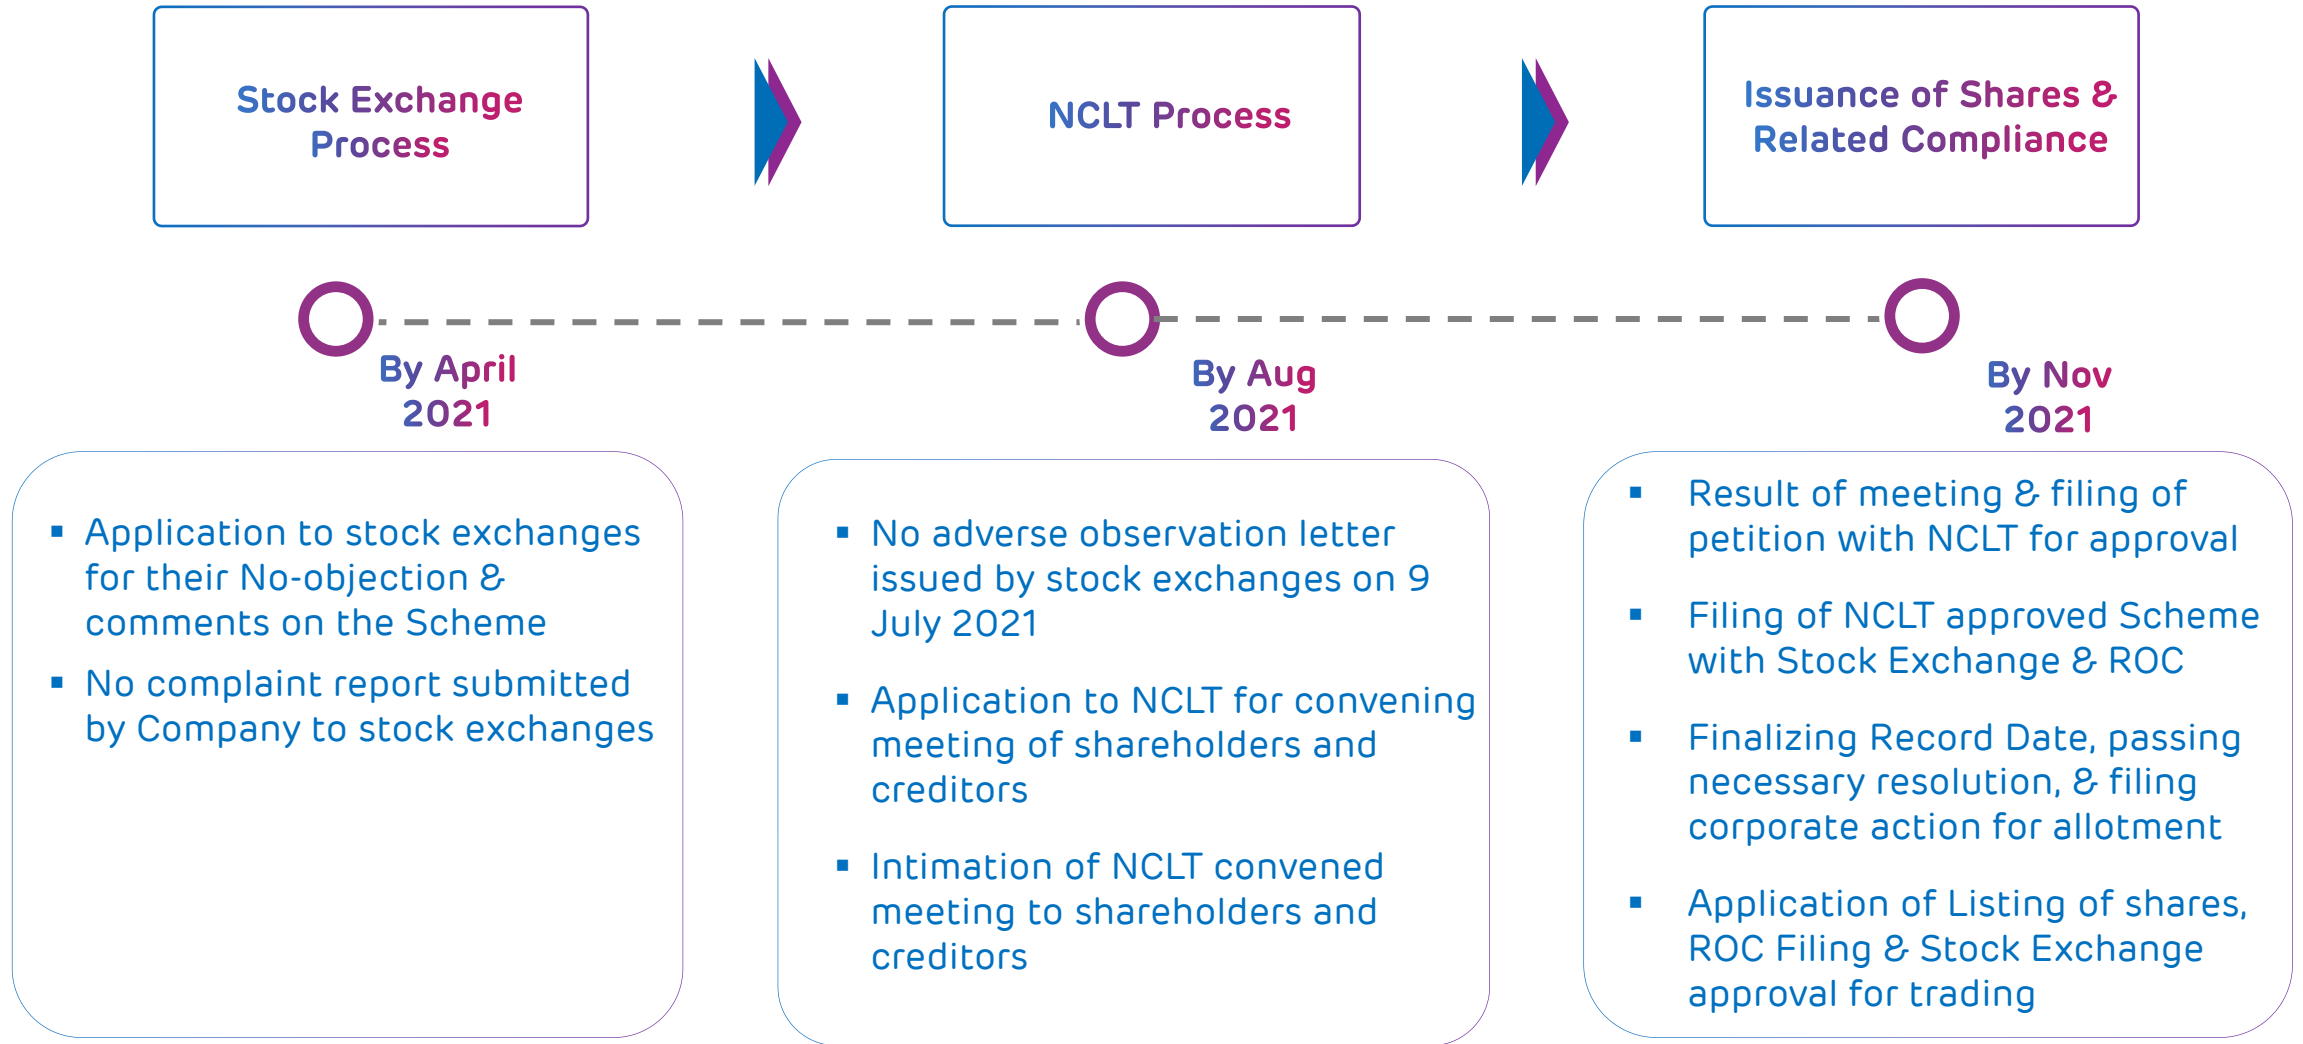 Stock Exchange
Process
NCLT Process
Issuance of Shares &
Related Compliance
By April
2021
By Aug
2021
By Nov
2021
▪ Application to stock exchanges
for their No-objection &
comments on the Scheme
▪ No complaint report submitted
by Company to stock exchanges
▪ No adverse observation letter
issued by stock exchanges on 9
July 2021
▪ Application to NCLT for convening
meeting of shareholders and
creditors
▪ Intimation of NCLT convened
meeting to shareholders and
creditors
▪ Result of meeting & filing of
petition with NCLT for approval
▪ Filing of NCLT approved Scheme
with Stock Exchange & ROC
▪ Finalizing Record Date, passing
necessary resolution, & filing
corporate action for allotment
▪ Application of Listing of shares,
ROC Filing & Stock Exchange
approval for trading